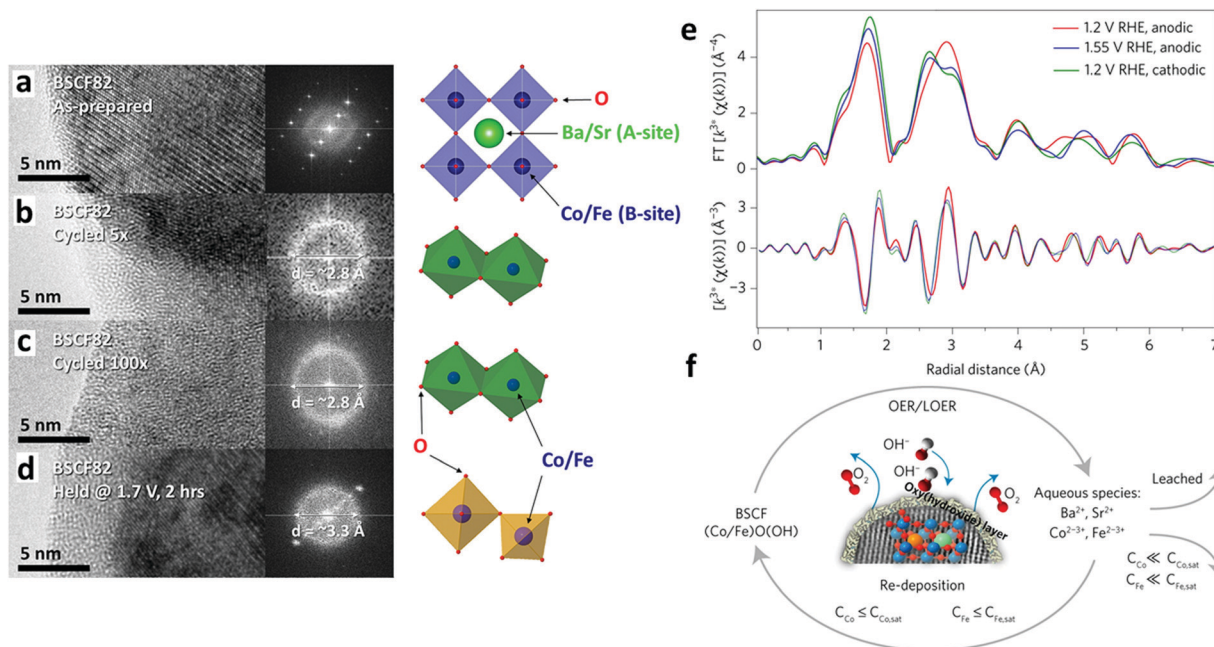 a
BSCF82
As-prepared
5 nm
b
BSCF82
Cycled 5x
5 nm
d = ~2.8 Å
c
BSCF82
Cycled 100x
5 nm
d = ~2.8 Å
d
BSCF82
Held @ 1.7 V, 2 hrs
5 nm
d = ~3.3 Å
O
Ba/Sr (A-site)
Co/Fe (B-site)
O
Co/Fe
e
1.2 V RHE, anodic
1.55 V RHE, anodic
1.2 V RHE, cathodic
FT [k³*(χ(k))] (Å⁻⁴)
4
2
0
[k³*(χ(k))] (Å⁻³)
3
0
−3
0 1 2 3 4 5 6 7
Radial distance (Å)
f
OER/LOER
OH⁻
OH⁻
O₂
O₂
Oxy(hydroxide) layer
BSCF
(Co/Fe)O(OH)
Aqueous species:
Ba²⁺, Sr²⁺
Co²⁻³⁺, Fe²⁻³⁺
Leached
C_Co ≪ C_Co,sat
C_Fe ≪ C_Fe,sat
Re-deposition
C_Co ≤ C_Co,sat C_Fe ≤ C_Fe,sat